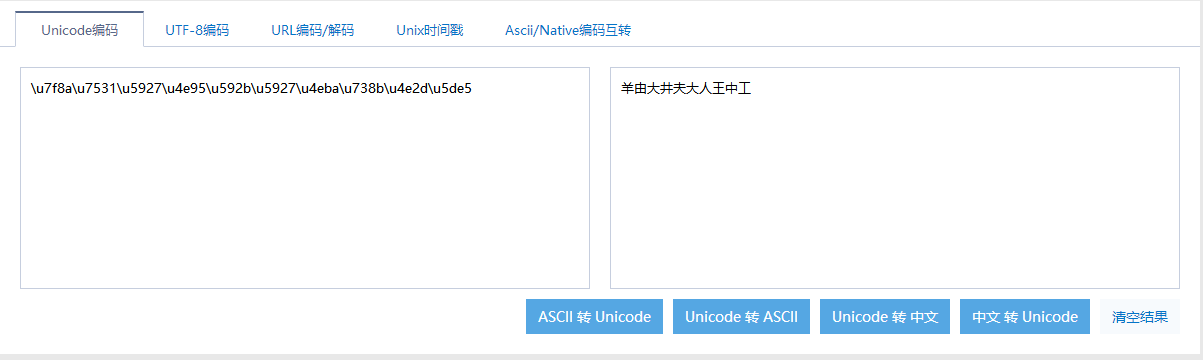 Unicode编码 UTF-8编码 URL编码/解码 Unix时间戳 Ascii/Native编码互转
\u7f8a\u7531\u5927\u4e95\u592b\u5927\u4eba\u738b\u4e2d\u5de5 羊由大井夫大人王中工
ASCII 转 Unicode Unicode 转 ASCII Unicode 转 中文 中文 转 Unicode 清空结果